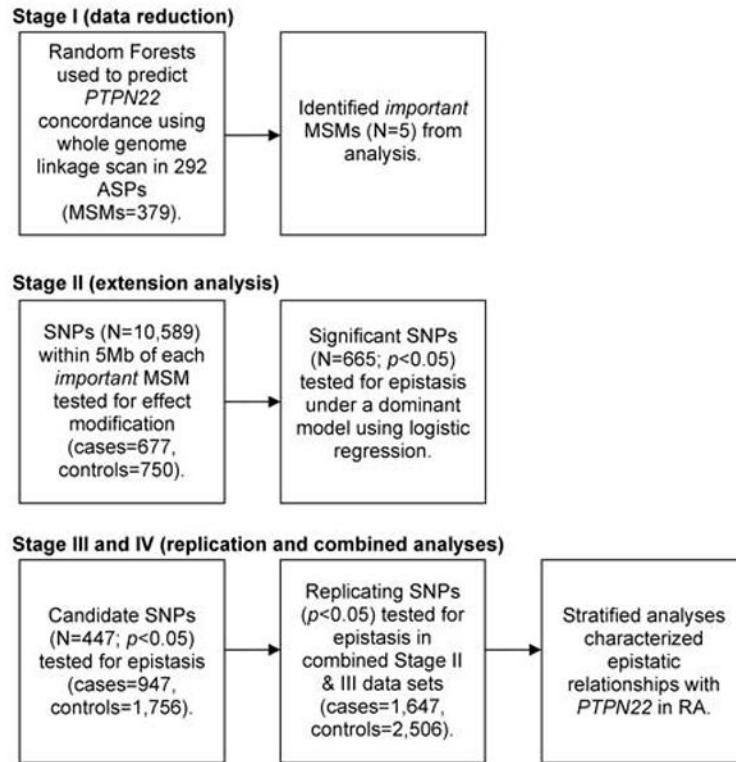 Stage I (data reduction)
Random Forests
used to predict
PTPN22
concordance using
whole genome
linkage scan in 292
ASPs
(MSMs=379).
Identified important
MSMs (N=5) from
analysis.
Stage II (extension analysis)
SNPs (N=10,589)
within 5Mb of each
important MSM
tested for effect
modification
(cases=677,
controls=750).
Significant SNPs
(N=665; p<0.05)
tested for epistasis
under a dominant
model using logistic
regression.
Stage III and IV (replication and combined analyses)
Candidate SNPs
(N=447; p<0.05)
tested for epistasis
(cases=947,
controls=1,756).
Replicating SNPs
(p<0.05) tested for
epistasis in
combined Stage II
& III data sets
(cases=1,647,
controls=2,506).
Stratified analyses
characterized
epistatic
relationships with
PTPN22 in RA.